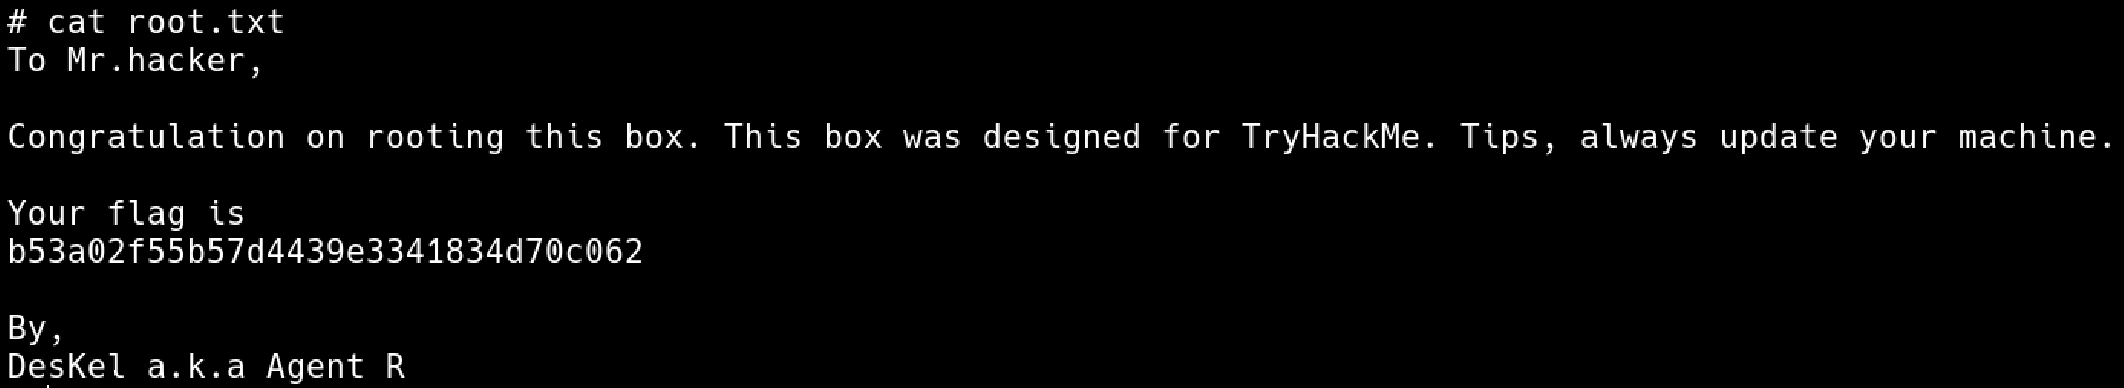 # cat root.txt
To Mr.hacker,
Congratulation on rooting this box. This box was designed for TryHackMe. Tips, always update your machine.
Your flag is
b53a02f55b57d4439e3341834d70c062
By,
DesKel a.k.a Agent R